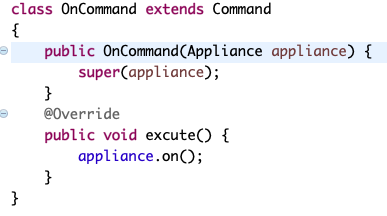 class OnCommand extends Command
{
    public OnCommand(Appliance appliance) {
        super(appliance);
    }
    @Override
    public void excute() {
        appliance.on();
    }
}